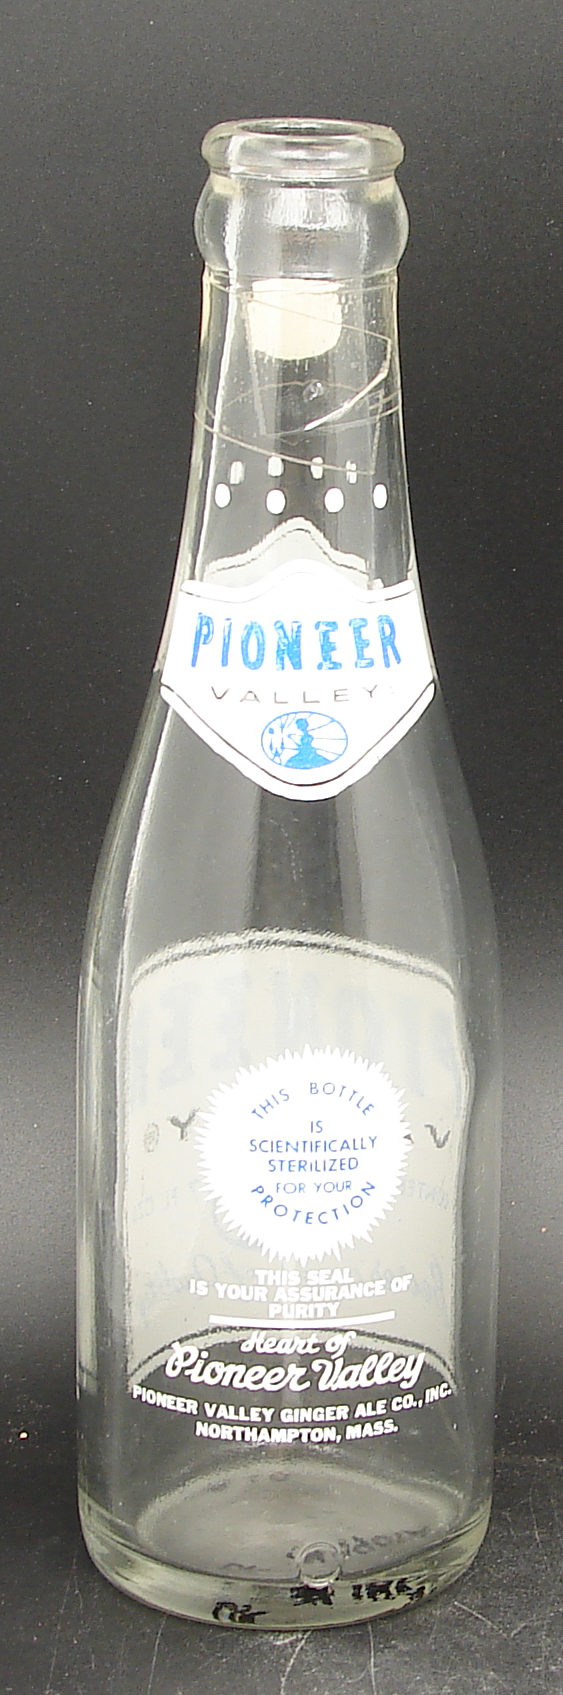 PIONEER
VALLEY
THIS BOTTLE
IS
SCIENTIFICALLY
STERILIZED
FOR YOUR
PROTECTION
THIS SEAL
IS YOUR ASSURANCE OF
PURITY
Heart of
Pioneer Valley
PIONEER VALLEY GINGER ALE CO., INC.
NORTHAMPTON, MASS.